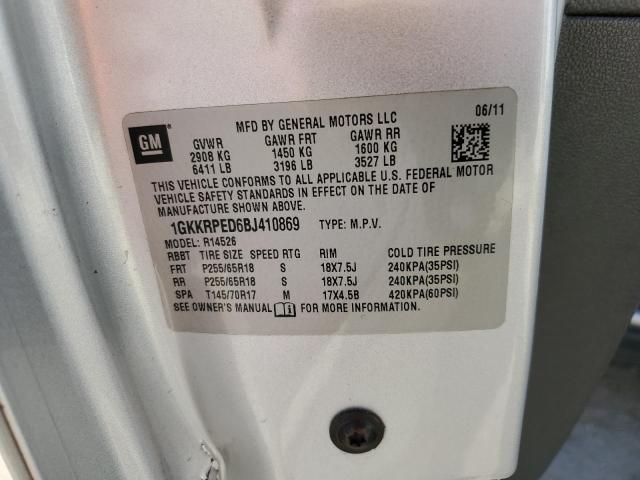 MFD BY GENERAL MOTORS LLC 06/11
GM
GVWR GAWR FRT GAWR RR
2908 KG 1450 KG 1600 KG
6411 LB 3196 LB 3527 LB
THIS VEHICLE CONFORMS TO ALL APPLICABLE U.S. FEDERAL MOTOR
VEHICLE SAFETY STANDARDS IN EFFECT ON THE DATE OF
MANUFACTURE SHOWN ABOVE.
1GKKRPED6BJ410869 TYPE: M.P.V.
MODEL: R14526
RBBT TIRE SIZE SPEED RTG RIM COLD TIRE PRESSURE
FRT P255/65R18 S 18X7.5J 240KPA(35PSI)
RR P255/65R18 S 18X7.5J 240KPA(35PSI)
SPA T145/70R17 M 17X4.5B 420KPA(60PSI)
SEE OWNER'S MANUAL FOR MORE INFORMATION.